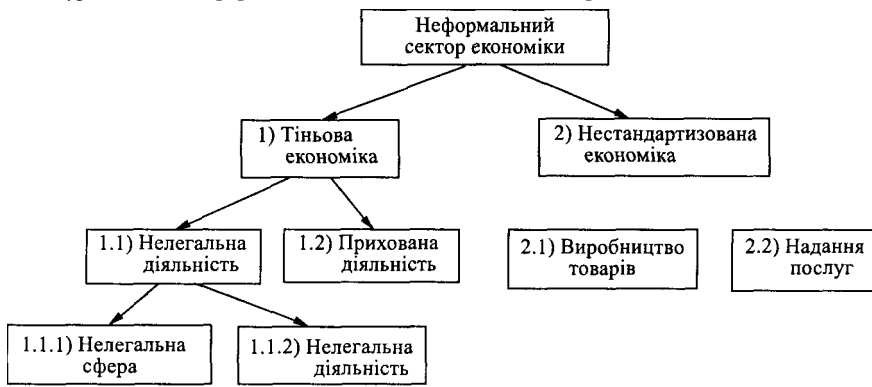 Неформальний
сектор економіки
1) Тіньова
економіка
2) Нестандартизована
економіка
1.1) Нелегальна
діяльність
1.2) Прихована
діяльність
2.1) Виробництво
товарів
2.2) Надання
послуг
1.1.1) Нелегальна
сфера
1.1.2) Нелегальна
діяльність